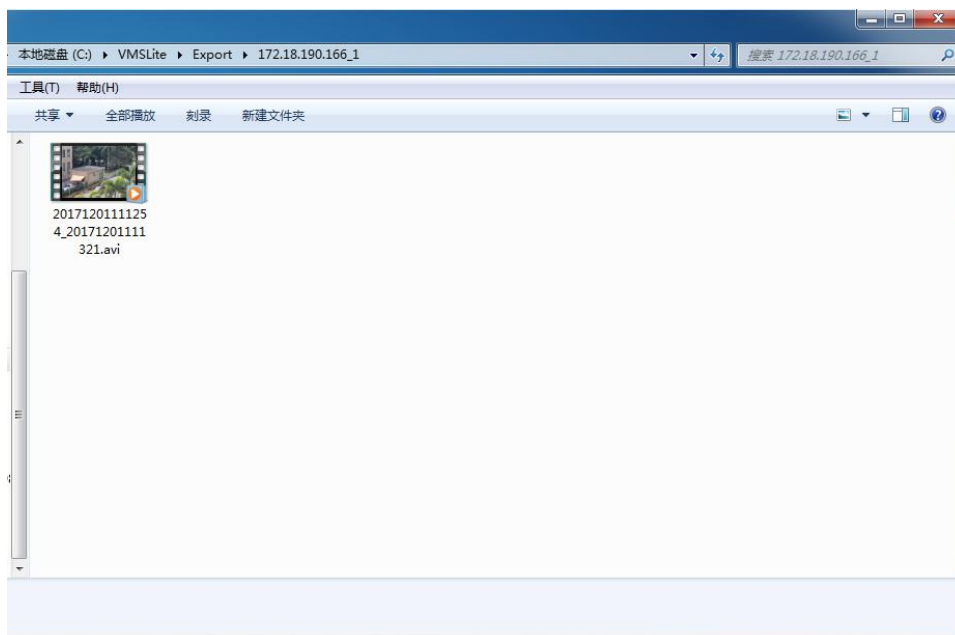 本地磁盘 (C:) ▸ VMSLite ▸ Export ▸ 172.18.190.166_1
搜索 172.18.190.166_1
工具(T) 帮助(H)
共享 全部播放 刻录 新建文件夹
2017120111125
4_20171201111
321.avi